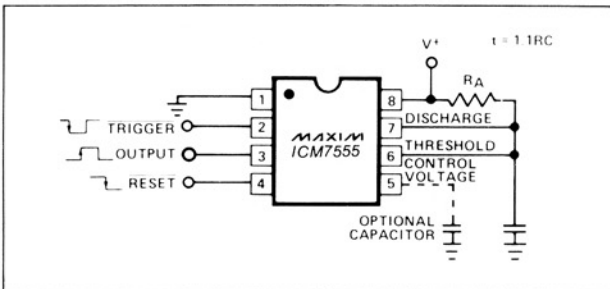 V+
t = 1.1RC
RA
1
8
DISCHARGE
TRIGGER
2
7
MAXIM
THRESHOLD
OUTPUT
3
ICM7555
6
CONTROL
VOLTAGE
RESET
4
5
OPTIONAL
CAPACITOR